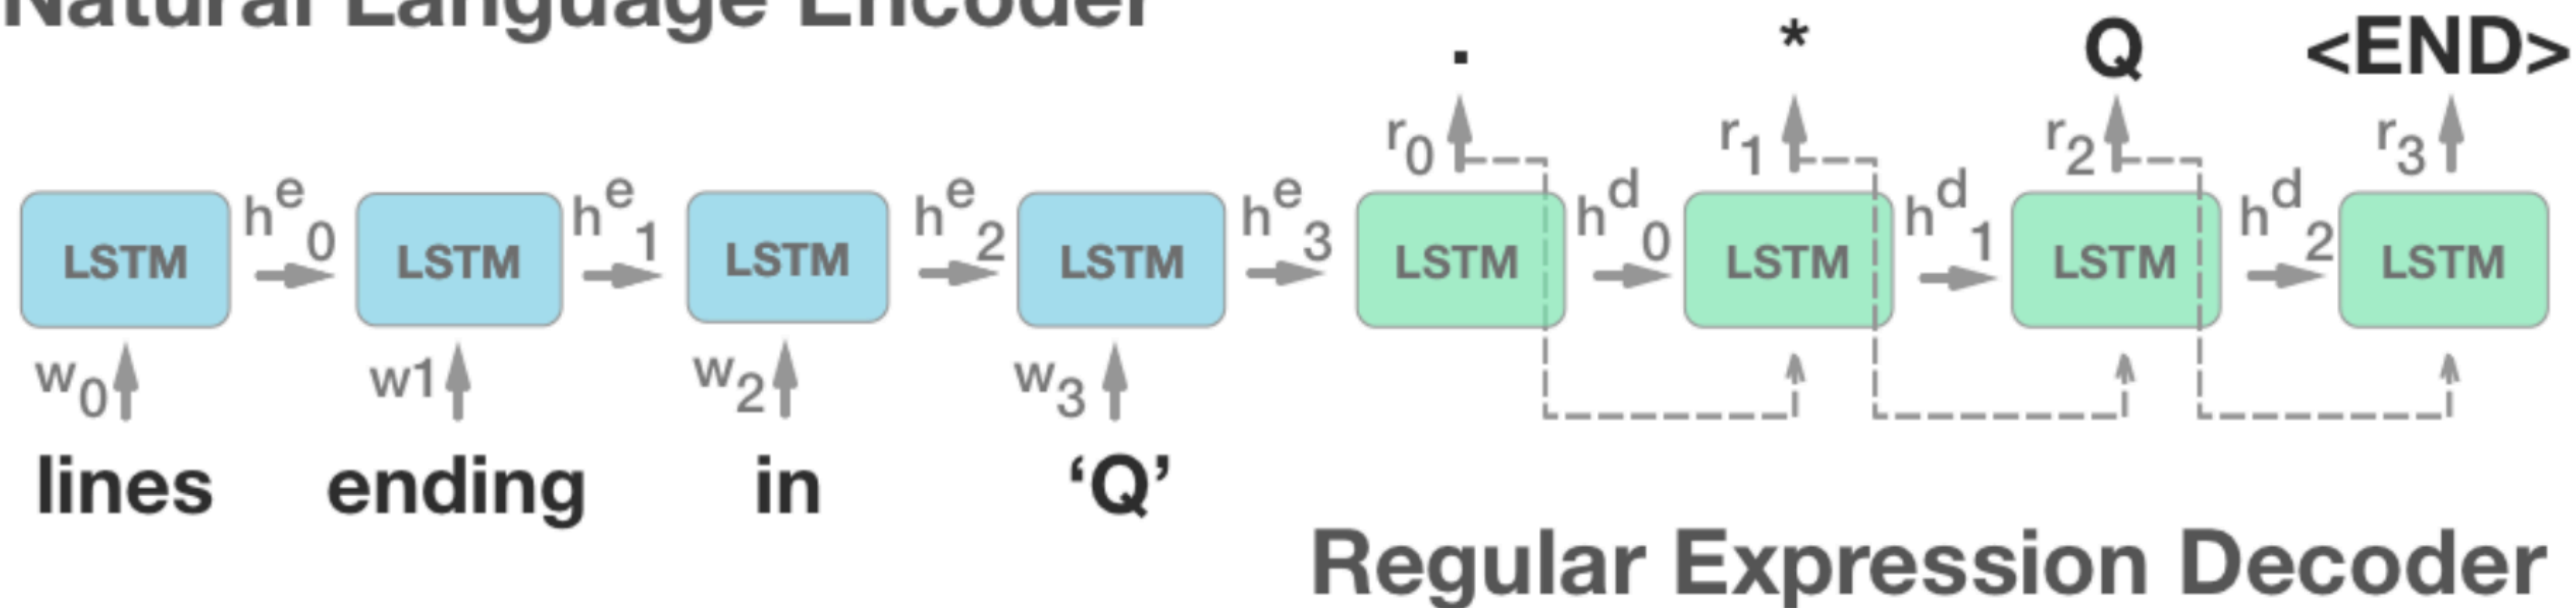 Natural Language Encoder
. * Q <END>
r0 r1 r2 r3
h^e_0 h^e_1 h^e_2 h^e_3 h^d_0 h^d_1 h^d_2
LSTM LSTM LSTM LSTM LSTM LSTM LSTM LSTM
w0 w1 w2 w3
lines ending in ‘Q’
Regular Expression Decoder